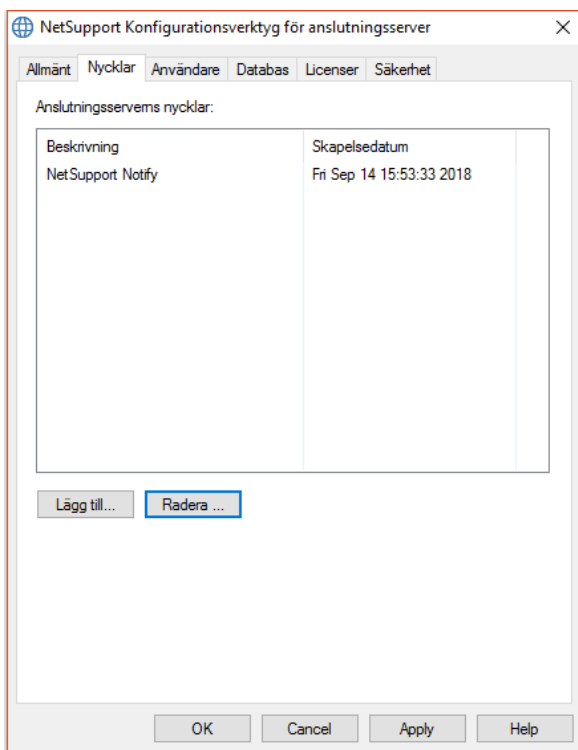 NetSupport Konfigurationsverktyg för anslutningsserver
Allmänt Nycklar Användare Databas Licenser Säkerhet
Anslutningsserverns nycklar:
Beskrivning Skapelsedatum
NetSupport Notify Fri Sep 14 15:53:33 2018
Lägg till... Radera ...
OK Cancel Apply Help